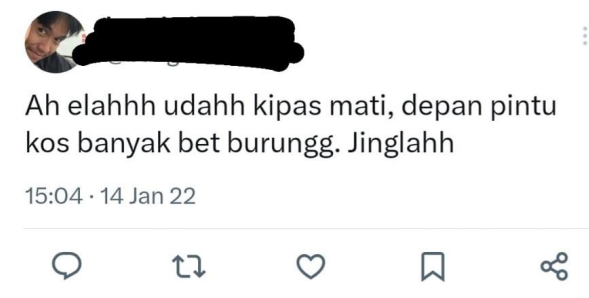 Ah elahhh udahh kipas mati, depan pintu
kos banyak bet burungg. Jinglahh
15:04 · 14 Jan 22